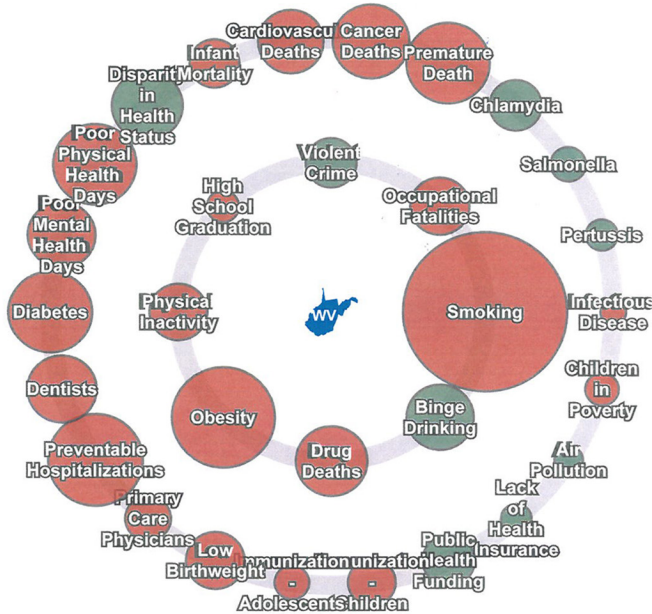 Cardiovascu
Deaths
Cancer
Deaths
Premature
Death
Infant
Mortality
Disparit
in
Health
Status
Chlamydia
Salmonella
Pertussis
Infectious
Disease
Children
in
Poverty
Air
Pollution
Lack
of
Health
Insurance
Public
Health
Funding
unization
-
Children
mmunization
-
Adolescents
Low
Birthweight
Primary
Care
Physicians
Preventable
Hospitalizations
Dentists
Diabetes
Poor
Mental
Health
Days
Poor
Physical
Health
Days
Violent
Crime
Occupational
Fatalities
Smoking
Binge
Drinking
Drug
Deaths
Obesity
Physical
Inactivity
High
School
Graduation
WV